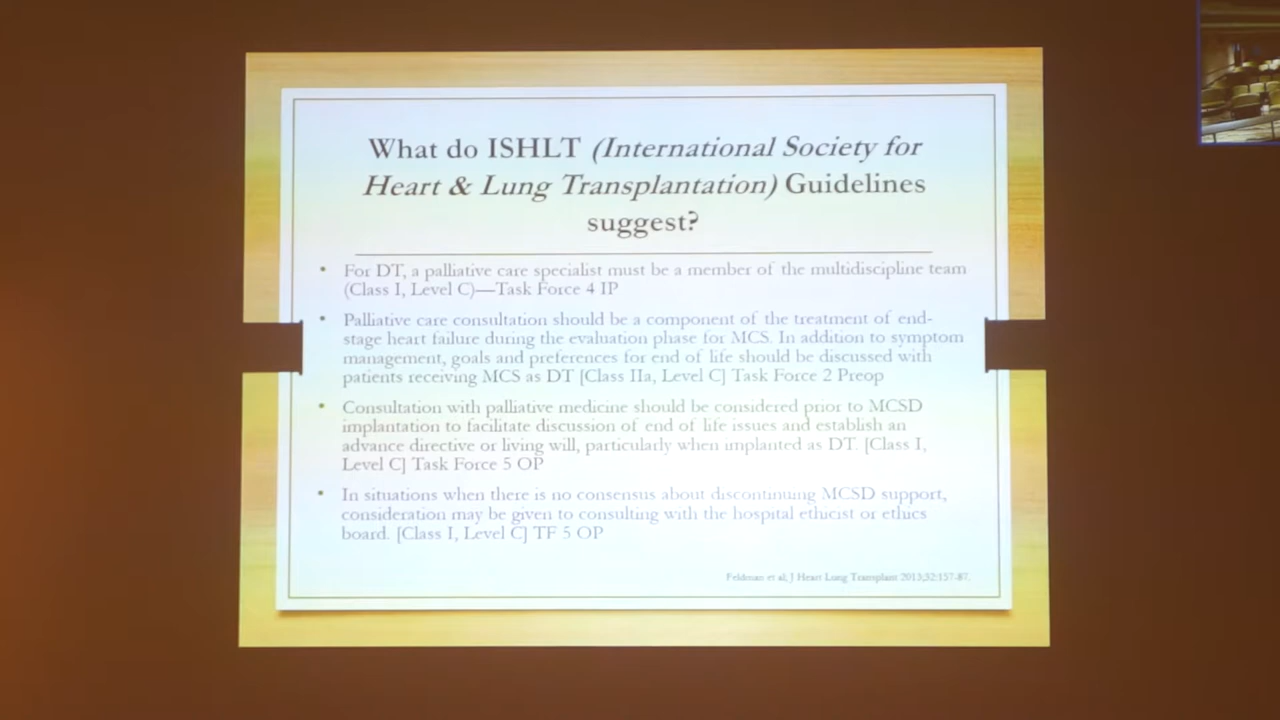 What do ISHLT (International Society for
Heart & Lung Transplantation) Guidelines
suggest?
• For DT, a palliative care specialist must be a member of the multidiscipline team
(Class I, Level C)—Task Force 4 IP
• Palliative care consultation should be a component of the treatment of end-
stage heart failure during the evaluation phase for MCS. In addition to symptom
management, goals and preferences for end of life should be discussed with
patients receiving MCS as DT [Class IIa, Level C] Task Force 2 Preop
• Consultation with palliative medicine should be considered prior to MCSD
implantation to facilitate discussion of end of life issues and establish an
advance directive or living will, particularly when implanted as DT. [Class I,
Level C] Task Force 5 OP
• In situations when there is no consensus about discontinuing MCSD support,
consideration may be given to consulting with the hospital ethicist or ethics
board. [Class I, Level C] TF 5 OP
Feldman et al; J Heart Lung Transplant 2013;32:157-87.